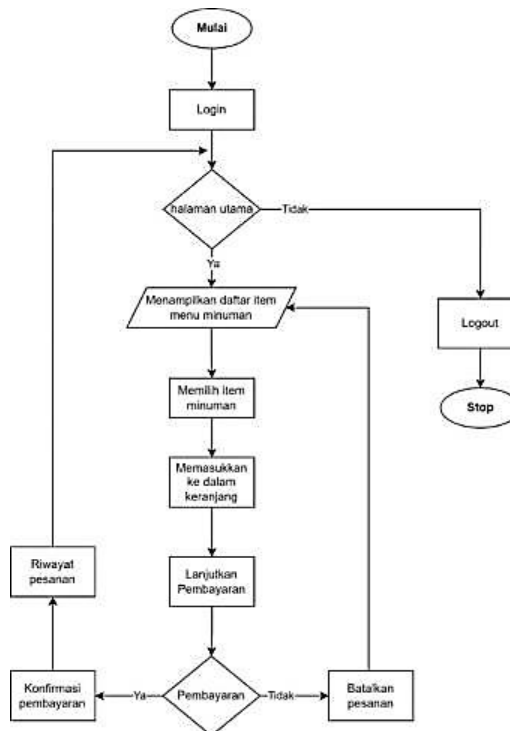 Mulai
Login
halaman utama
Tidak
Ya
Menampilkan daftar item
menu minuman
Logout
Memilih item
minuman
Stop
Memasukkan
ke dalam
keranjang
Riwayat
pesanan
Lanjutkan
Pembayaran
Konfirmasi
pembayaran
Ya
Pembayaran
Tidak
Batalkan
pesanan